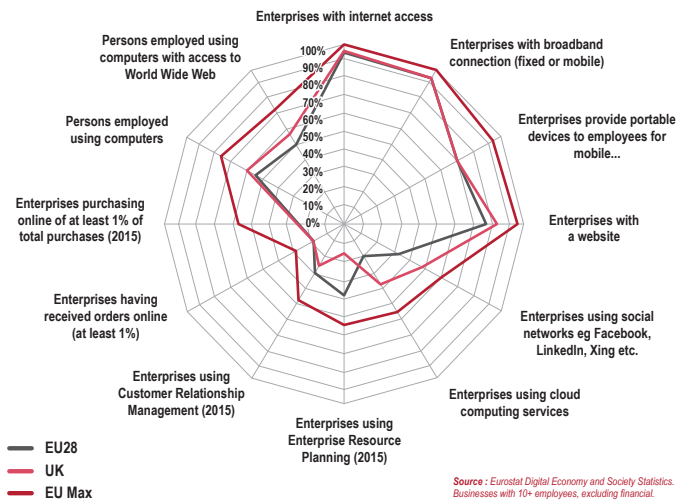 Enterprises with internet access
Enterprises with broadband
connection (fixed or mobile)
Enterprises provide portable
devices to employees for
mobile...
Enterprises with
a website
Enterprises using social
networks eg Facebook,
LinkedIn, Xing etc.
Enterprises using cloud
computing services
Enterprises using
Enterprise Resource
Planning (2015)
Enterprises using
Customer Relationship
Management (2015)
Enterprises having
received orders online
(at least 1%)
Enterprises purchasing
online of at least 1% of
total purchases (2015)
Persons employed
using computers
Persons employed using
computers with access to
World Wide Web
100%
90%
80%
70%
60%
50%
40%
30%
20%
10%
0%
EU28
UK
EU Max
Source : Eurostat Digital Economy and Society Statistics.
Businesses with 10+ employees, excluding financial.